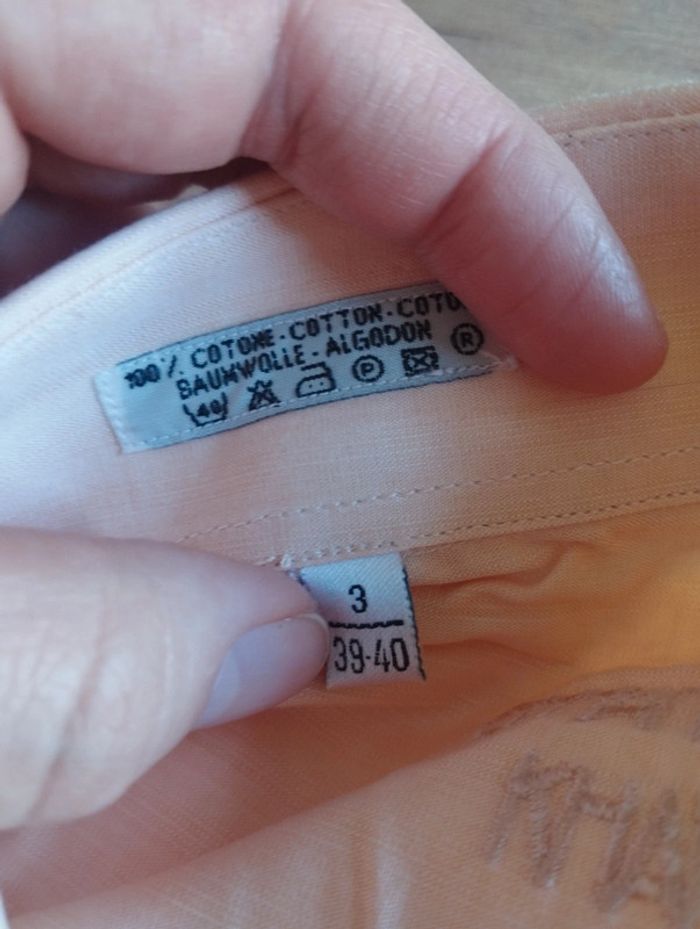 100 % COTONE - COTTON - COTO
BAUMWOLLE - ALGODON
40 P R
3
39-40